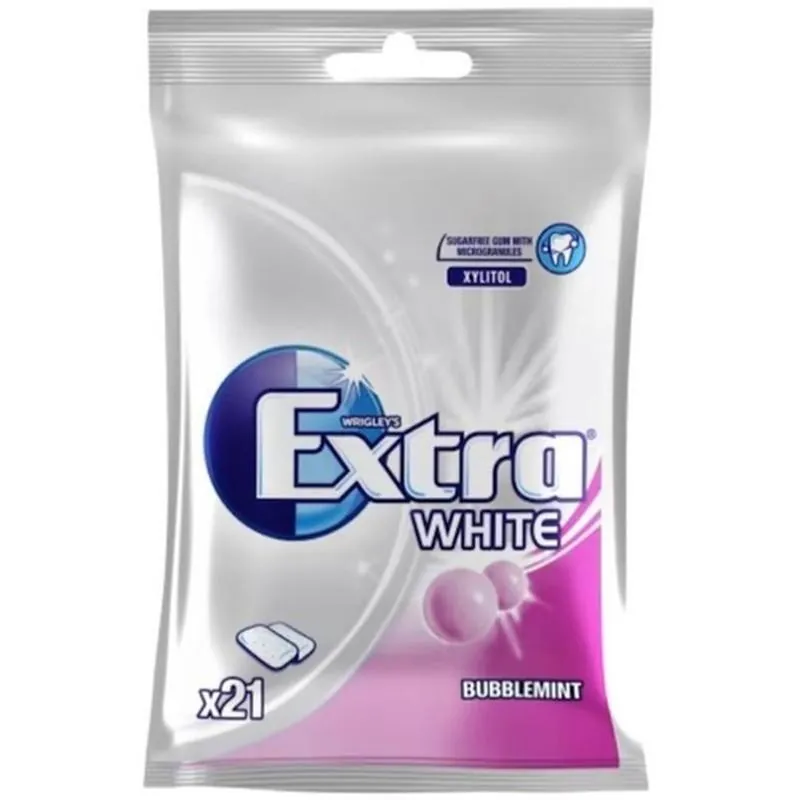 SUGARFREE GUM WITH
MICROGRANULES
XYLITOL
WRIGLEY'S
Extra®
WHITE
x21
BUBBLEMINT